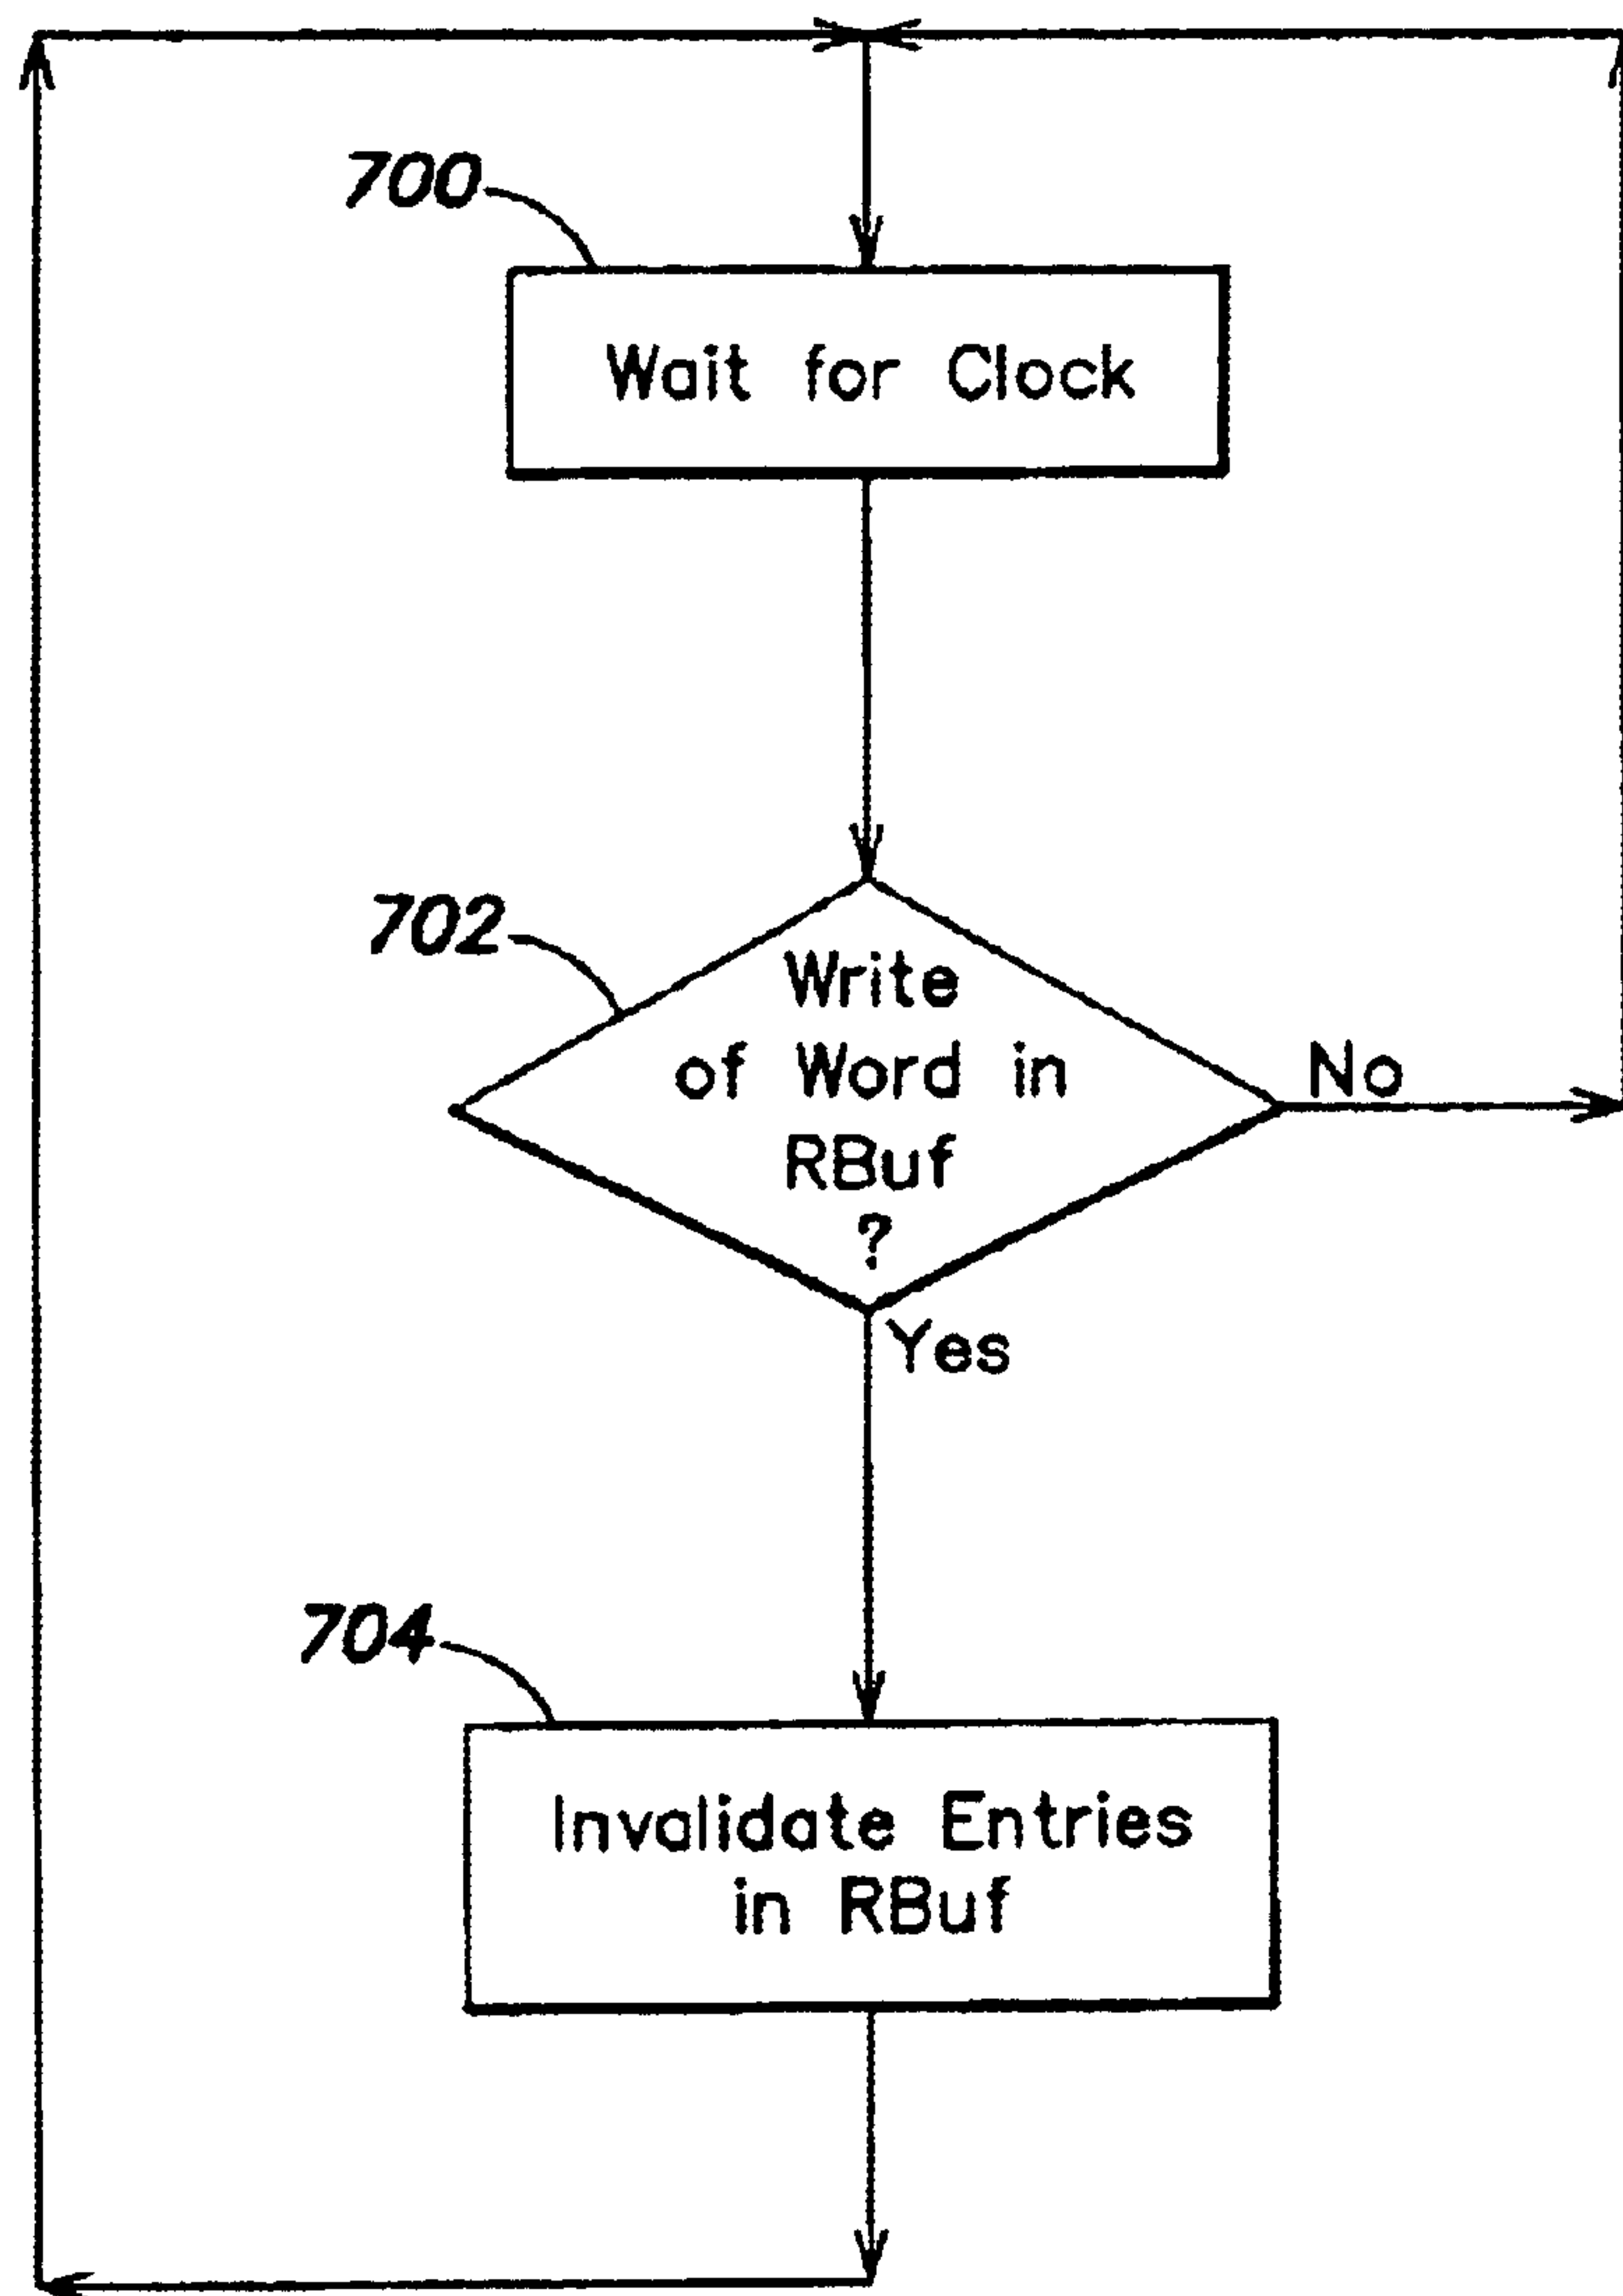 700
Wait for Clock
702
Write
of Word in
RBuf
?
No
Yes
704
Invalidate Entries
in RBuf